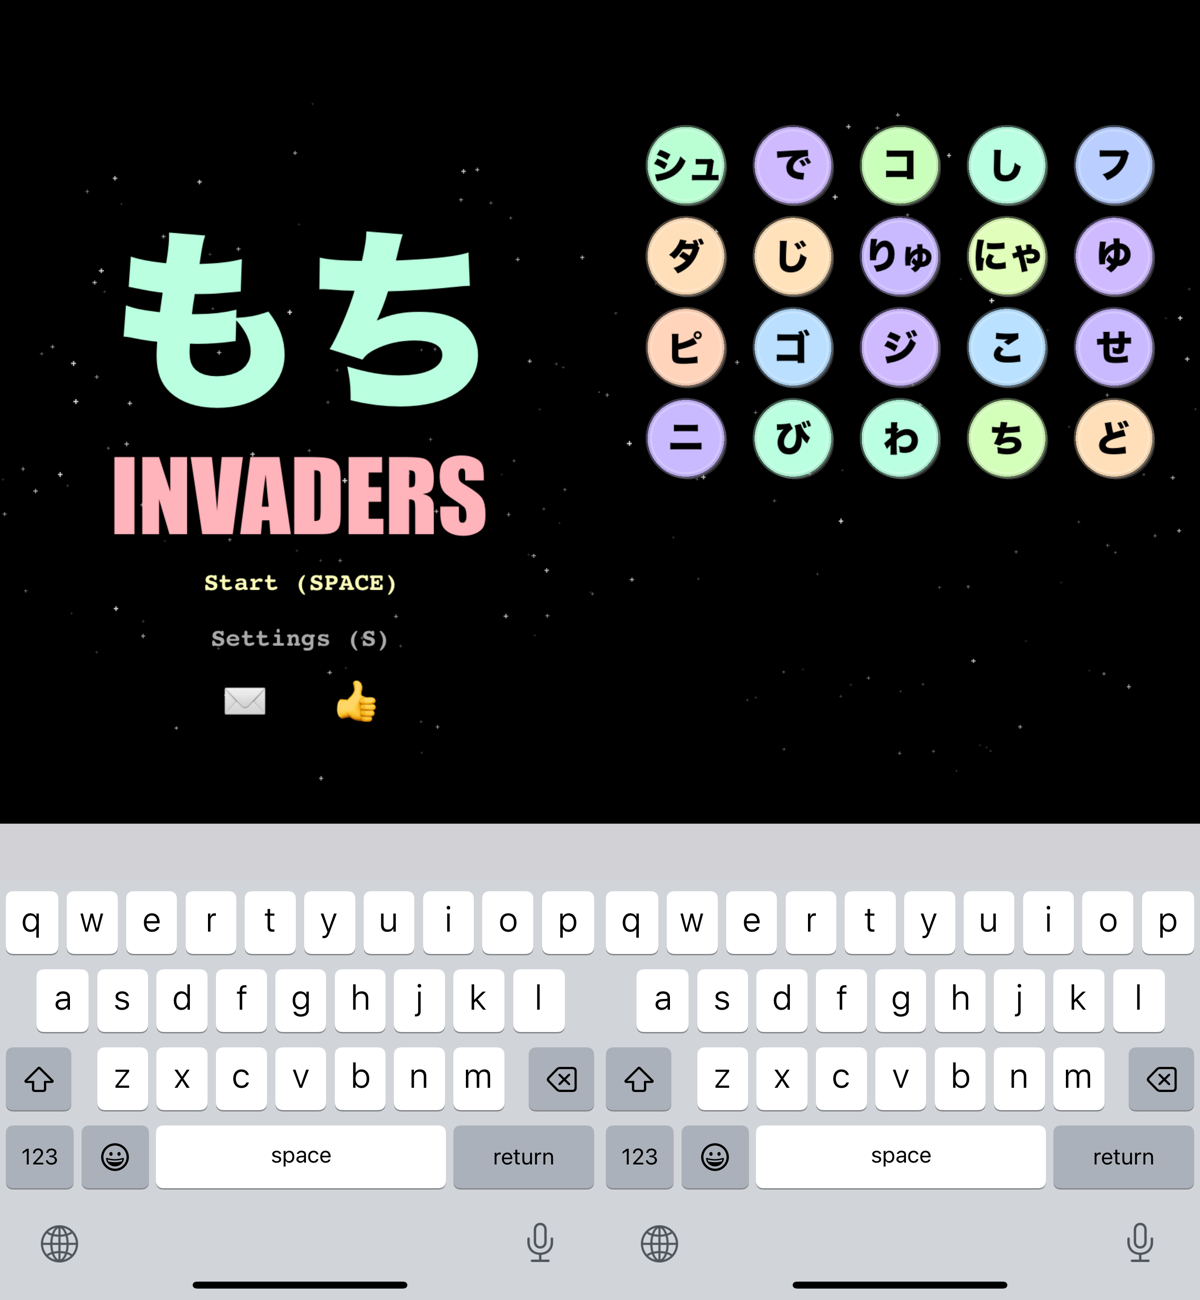 もち
INVADERS
Start (SPACE)
Settings (S)
シュ で コ し フ
ダ じ りゅ にゃ ゆ
ピ ゴ ジ こ せ
ニ び わ ち ど
q w e r t y u i o p
a s d f g h j k l
z x c v b n m
123 space return
q w e r t y u i o p
a s d f g h j k l
z x c v b n m
123 space return